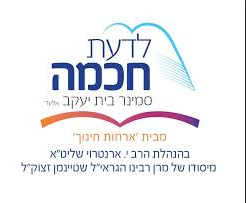 לדעת
חכמה
סמינר בית יעקב אלעד
מבית 'ארחות חינוך'
בהנהלת הרב י. ארנטרוי שליט"א
מיסודו של מרן רבינו הגראי"ל שטיינמן זצוק"ל